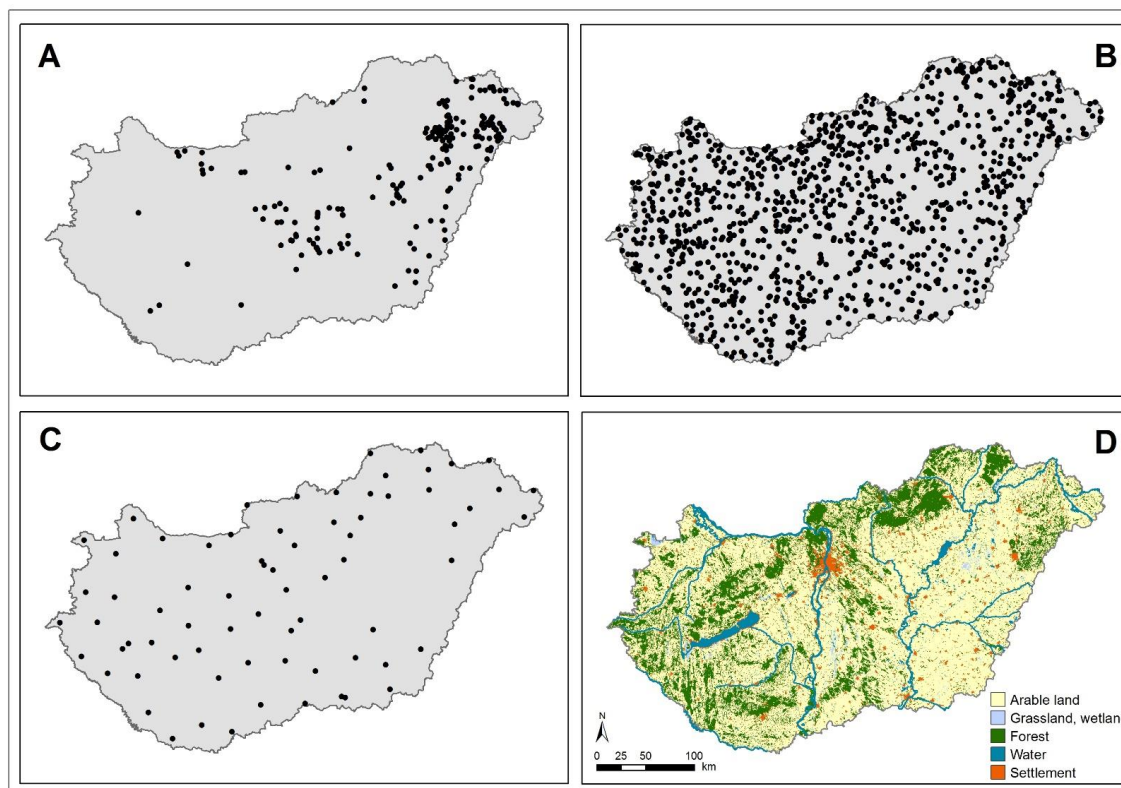 A
B
C
D
N
0 25 50 100
km
Arable land
Grassland, wetlan
Forest
Water
Settlement